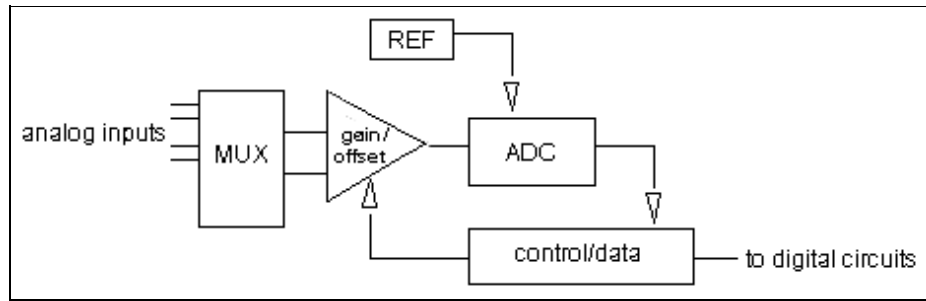 REF
analog inputs
MUX
gain/
offset
ADC
control/data
to digital circuits